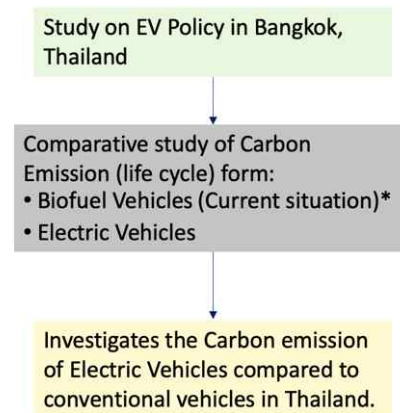 Study on EV Policy in Bangkok,
Thailand
Comparative study of Carbon
Emission (life cycle) form:
• Biofuel Vehicles (Current situation)*
• Electric Vehicles
Investigates the Carbon emission
of Electric Vehicles compared to
conventional vehicles in Thailand.